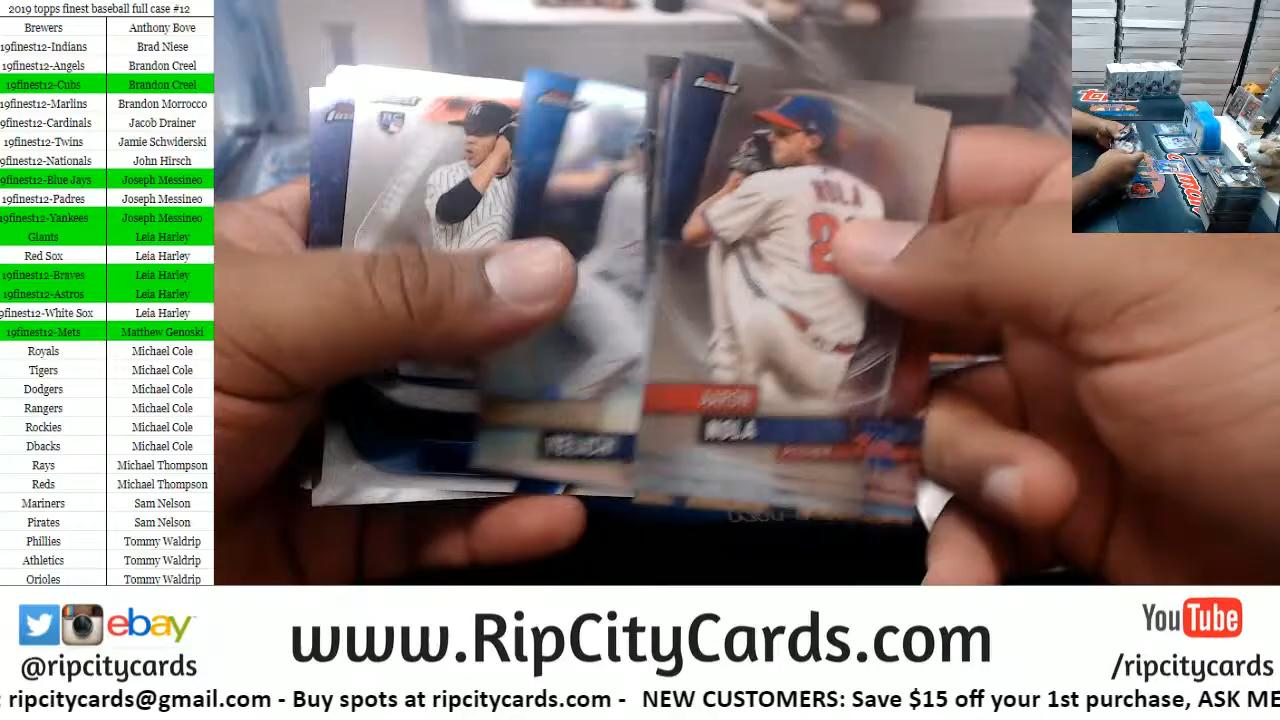 2019 topps finest baseball full case #12
Brewers Anthony Bove
19finest12-Indians Brad Niese
19finest12-Angels Brandon Creel
19finest12-Cubs Brandon Creel
19finest12-Marlins Brandon Morrocco
19finest12-Cardinals Jacob Drainer
19finest12-Twins Jamie Schwiderski
19finest12-Nationals John Hirsch
19finest12-Blue Jays Joseph Messineo
19finest12-Padres Joseph Messineo
19finest12-Yankees Joseph Messineo
Giants Leia Harley
Red Sox Leia Harley
19finest12-Braves Leia Harley
19finest12-Astros Leia Harley
9finest12-White Sox Leia Harley
19finest12-Mets Matthew Genoski
Royals Michael Cole
Tigers Michael Cole
Dodgers Michael Cole
Rangers Michael Cole
Rockies Michael Cole
Dbacks Michael Cole
Rays Michael Thompson
Reds Michael Thompson
Mariners Sam Nelson
Pirates Sam Nelson
Phillies Tommy Waldrip
Athletics Tommy Waldrip
Orioles Tommy Waldrip
RC
NOLA
2
AARON
NOLA
YELICH
Topps
ebay
@ripcitycards
www.RipCityCards.com
YouTube
/ripcitycards
: ripcitycards@gmail.com - Buy spots at ripcitycards.com - NEW CUSTOMERS: Save $15 off your 1st purchase, ASK ME